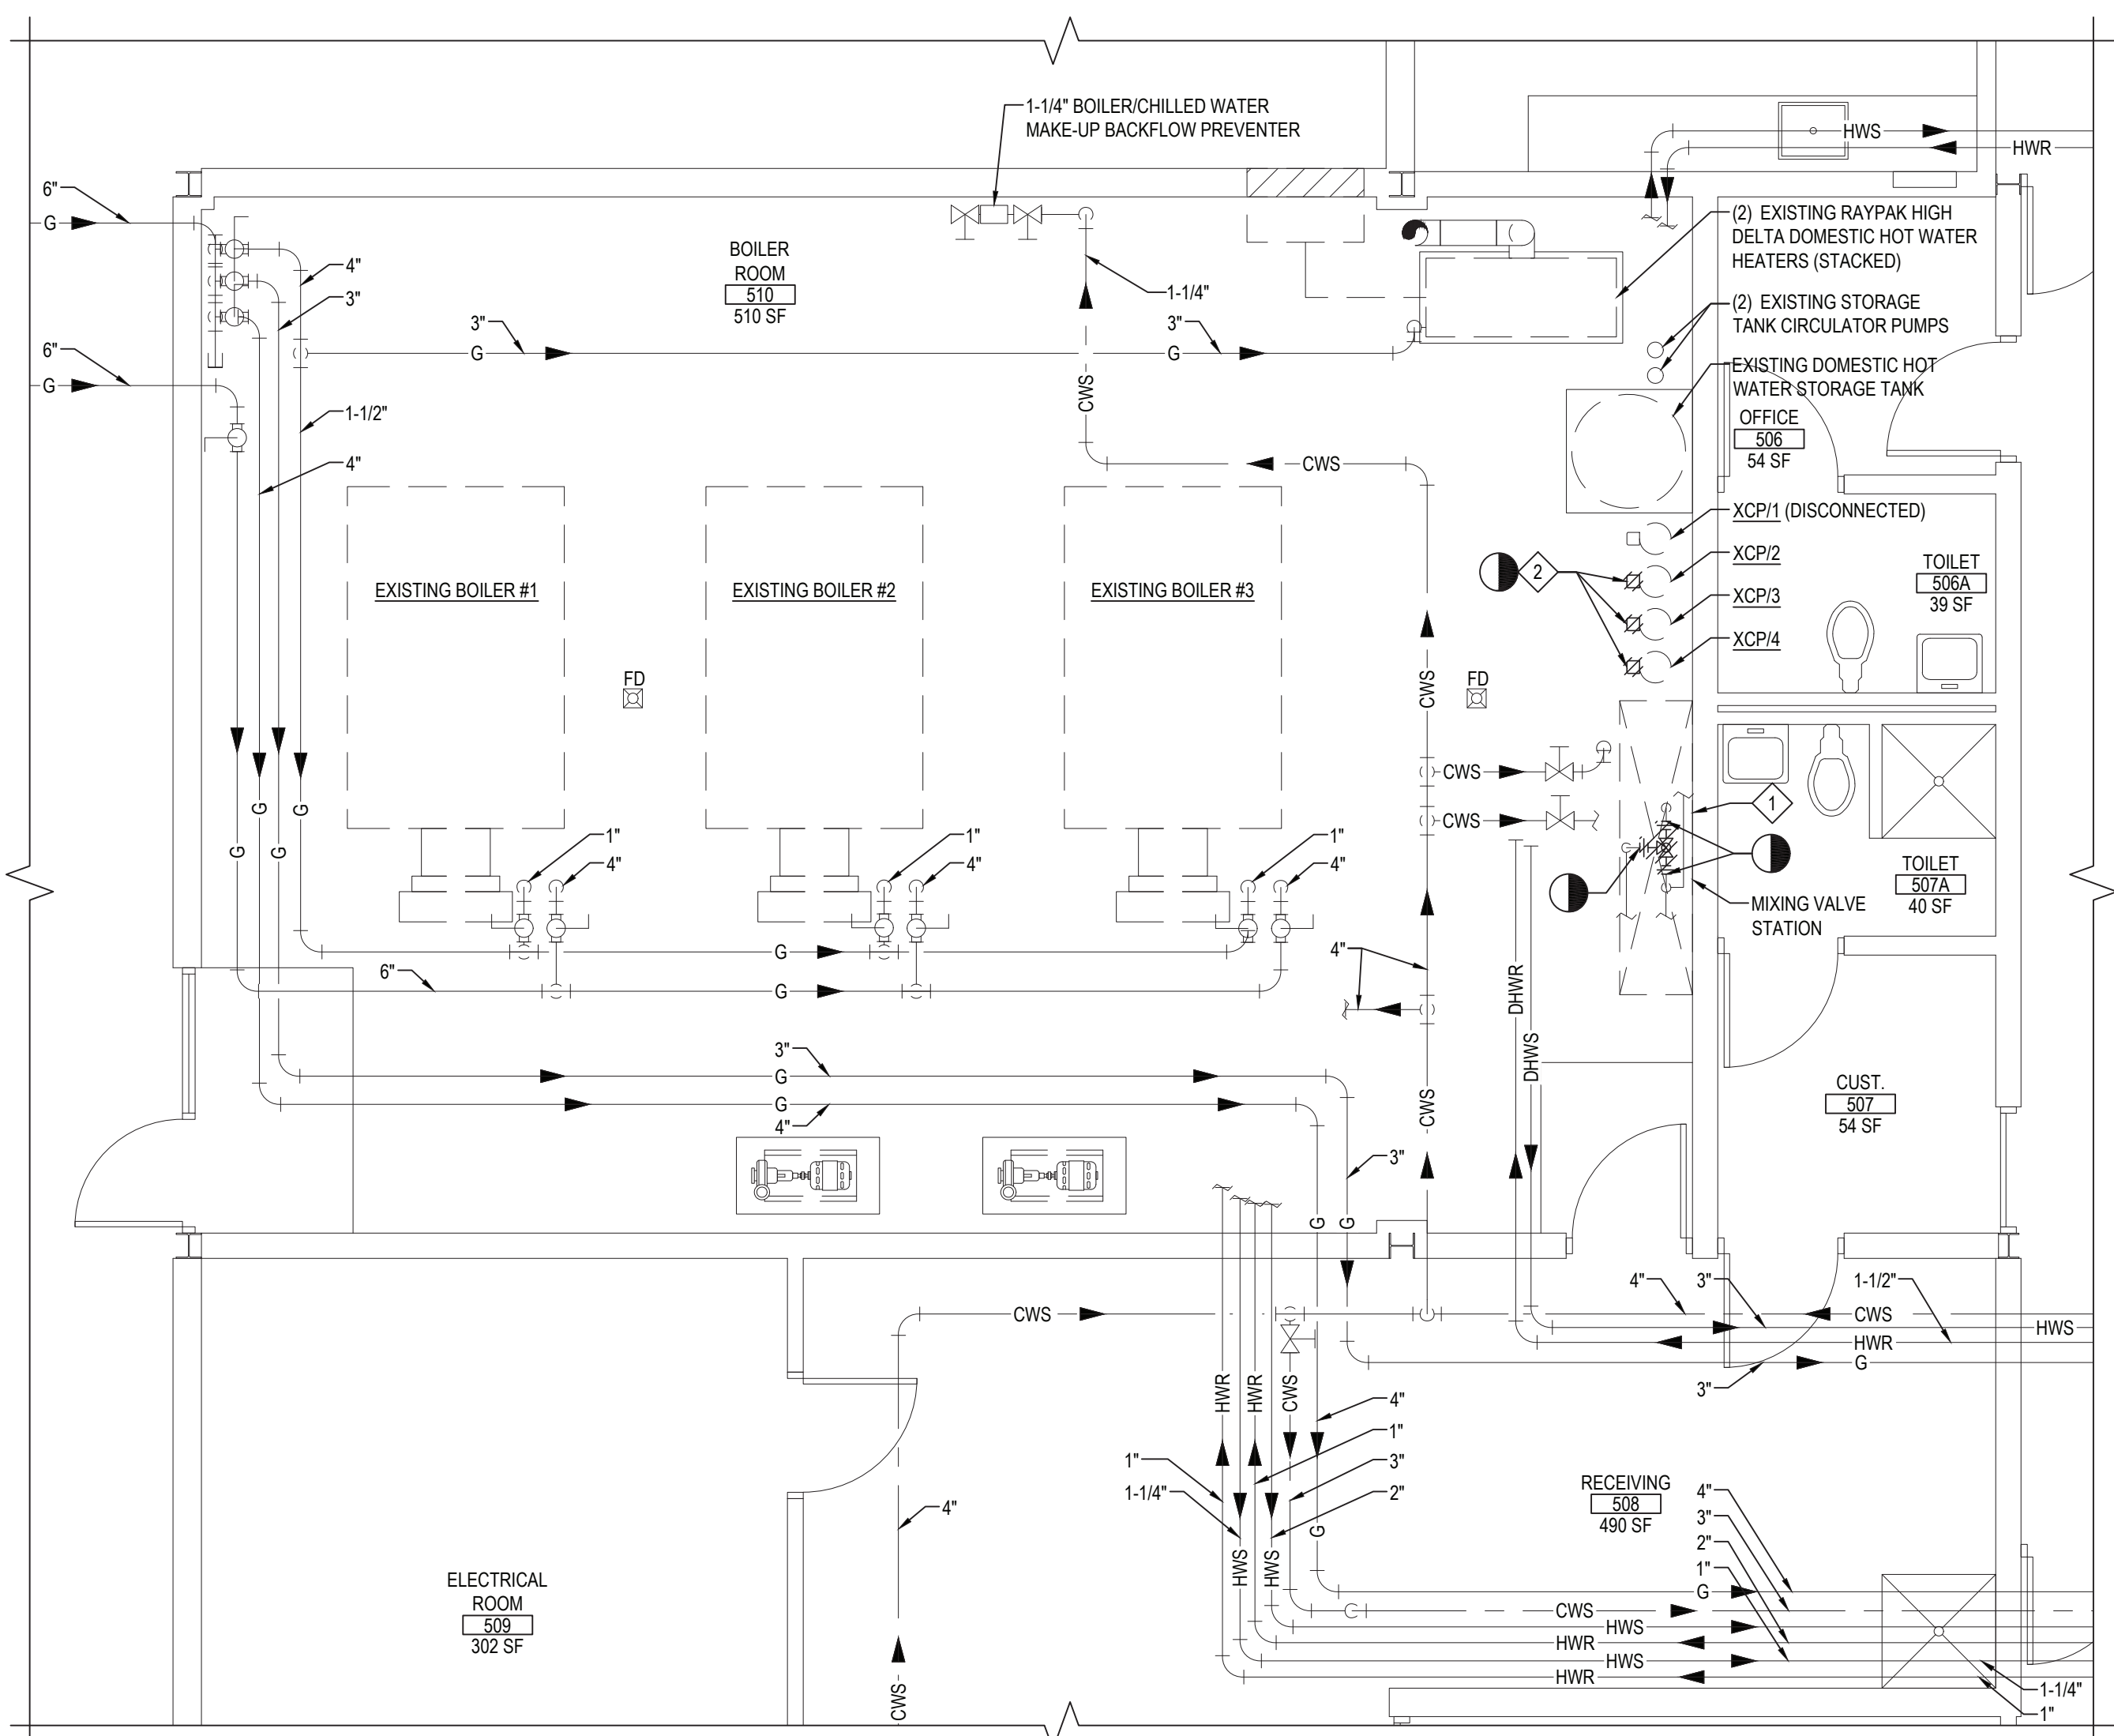 1-1/4" BOILER/CHILLED WATER
MAKE-UP BACKFLOW PREVENTER
HWS
HWR
6"
G
BOILER
ROOM
510
510 SF
(2) EXISTING RAYPAK HIGH
DELTA DOMESTIC HOT WATER
HEATERS (STACKED)
4"
3"
1-1/4"
(2) EXISTING STORAGE
TANK CIRCULATOR PUMPS
3"
G
3"
G
6"
G
EXISTING DOMESTIC HOT
WATER STORAGE TANK
CWS
1-1/2"
OFFICE
506
54 SF
4"
CWS
XCP/1 (DISCONNECTED)
XCP/2
XCP/3
XCP/4
2
TOILET
506A
39 SF
EXISTING BOILER #1
EXISTING BOILER #2
EXISTING BOILER #3
FD
FD
CWS
CWS
CWS
1
G
G
G
G
1"
4"
1"
4"
1"
4"
TOILET
507A
40 SF
MIXING VALVE
STATION
G
6"
G
4"
DHWR
DHWS
3"
G
G
4"
CWS
CUST.
507
54 SF
3"
G
G
4"
3"
1-1/2"
CWS
CWS
HWS
HWR
G
3"
HWR
HWR
CWS
4"
1"
3"
2"
1"
1-1/4"
4"
G
HWS
HWS
RECEIVING
508
490 SF
4"
3"
2"
1"
ELECTRICAL
ROOM
509
302 SF
G
CWS
HWS
HWR
HWS
HWR
CWS
1-1/4"
1"